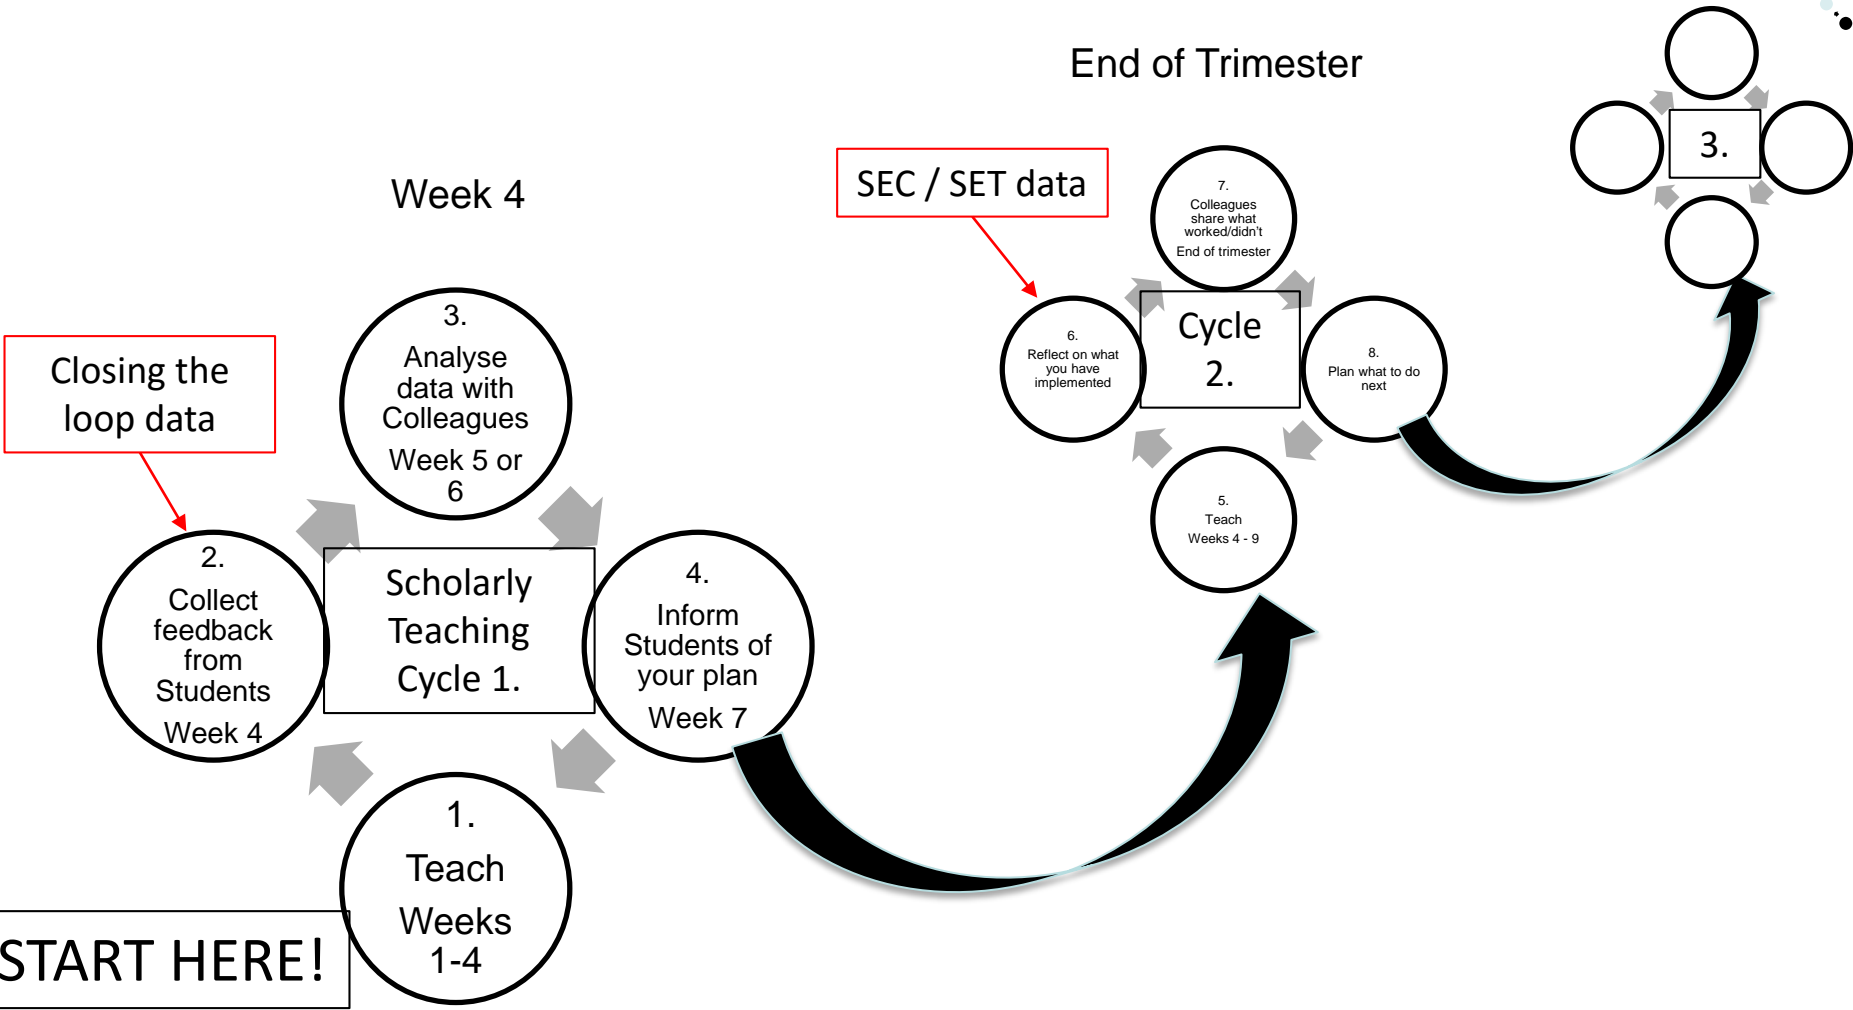 End of Trimester
Week 4
SEC / SET data
Closing the
loop data
START HERE!
Scholarly
Teaching
Cycle 1.
1.
Teach
Weeks
1-4
2.
Collect
feedback
from
Students
Week 4
3.
Analyse
data with
Colleagues
Week 5 or
6
4.
Inform
Students of
your plan
Week 7
Cycle
2.
5.
Teach
Weeks 4 - 9
6.
Reflect on what
you have
implemented
7.
Colleagues
share what
worked/didn't
End of trimester
8.
Plan what to do
next
3.